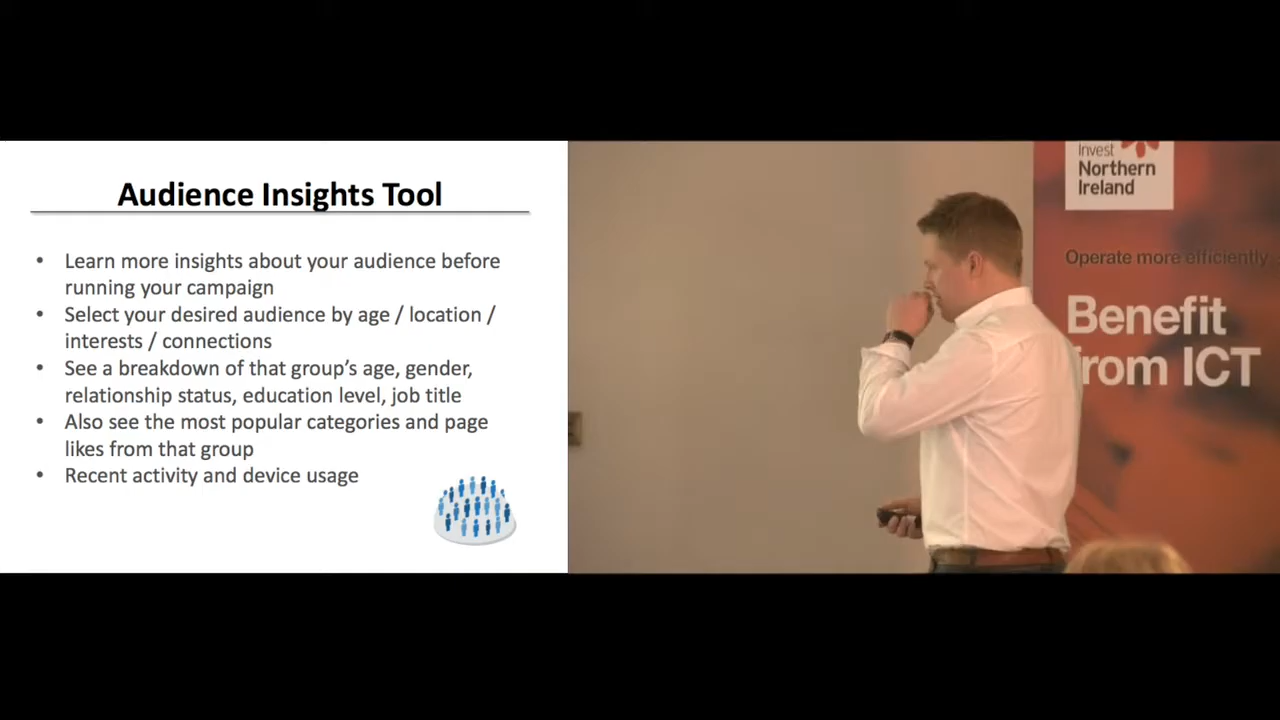 Audience Insights Tool
• Learn more insights about your audience before
running your campaign
• Select your desired audience by age / location /
interests / connections
• See a breakdown of that group's age, gender,
relationship status, education level, job title
• Also see the most popular categories and page
likes from that group
• Recent activity and device usage
Invest
Northern
Ireland
Operate more efficiently
Benefit
from ICT